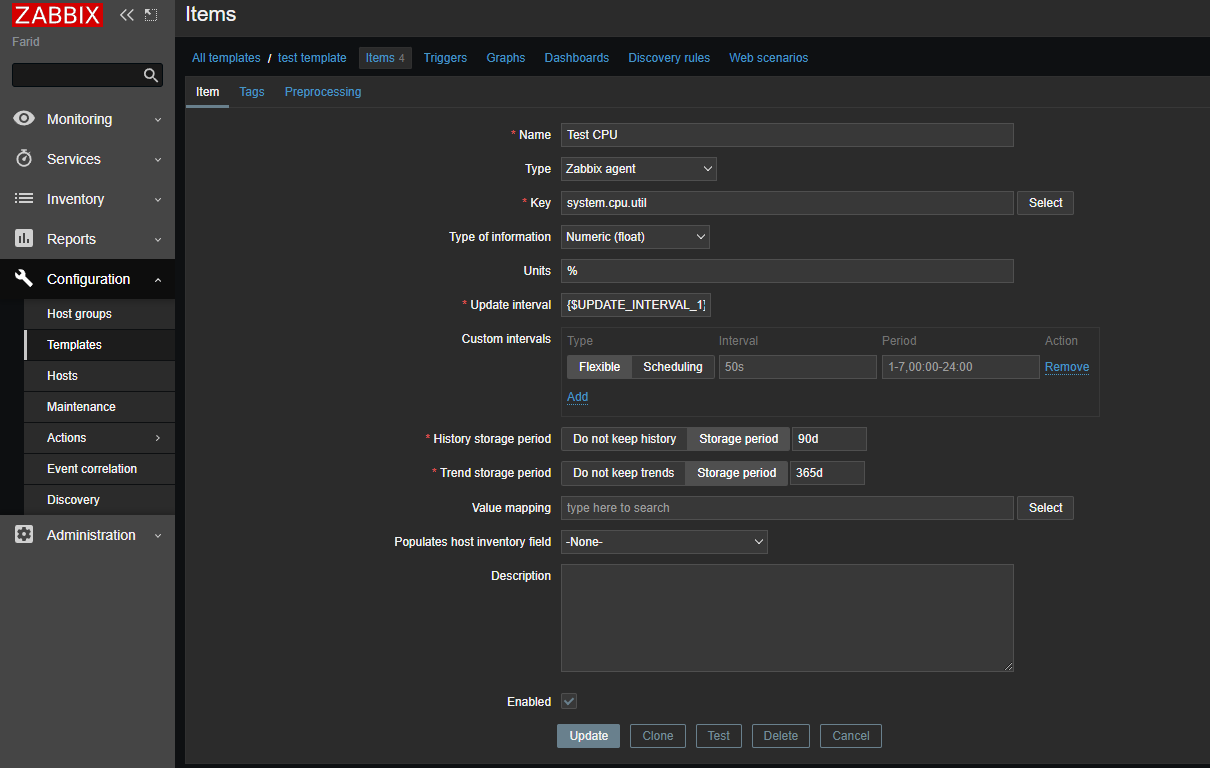 ZABBIX
Farid
Monitoring
Services
Inventory
Reports
Configuration
Host groups
Templates
Hosts
Maintenance
Actions
Event correlation
Discovery
Administration
Items
All templates / test template Items 4 Triggers Graphs Dashboards Discovery rules Web scenarios
Item Tags Preprocessing
* Name Test CPU
Type Zabbix agent
* Key system.cpu.util Select
Type of information Numeric (float)
Units %
* Update interval {$UPDATE_INTERVAL_1}
Custom intervals Type Interval Period Action
Flexible Scheduling 50s 1-7,00:00-24:00 Remove
Add
* History storage period Do not keep history Storage period 90d
* Trend storage period Do not keep trends Storage period 365d
Value mapping type here to search Select
Populates host inventory field -None-
Description
Enabled
Update Clone Test Delete Cancel